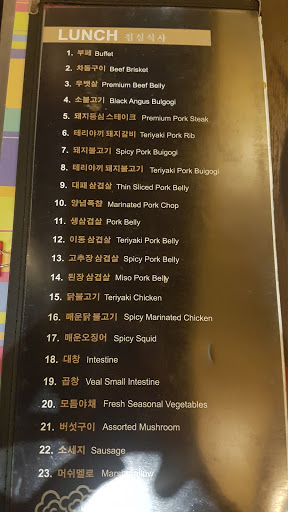 LUNCH 점심식사
1. 부페 Buffet
2. 차돌구이 Beef Brisket
3. 우뱃살 Premium Beef Belly
4. 소불고기 Black Angus Bulgogi
5. 돼지등심 스테이크 Premium Pork Steak
6. 테리야끼 돼지갈비 Teriyaki Pork Rib
7. 돼지불고기 Spicy Pork Bulgogi
8. 테리야끼 돼지불고기 Teriyaki Pork Bulgogi
9. 대패 삼겹살 Thin Sliced Pork Belly
10. 양념폭찹 Marinated Pork Chop
11. 생삼겹살 Pork Belly
12. 이동 삼겹살 Teriyaki Pork Belly
13. 고추장 삼겹살 Spicy Pork Belly
14. 된장 삼겹살 Miso Pork Belly
15. 닭불고기 Teriyaki Chicken
16. 매운닭 불고기 Spicy Marinated Chicken
17. 매운오징어 Spicy Squid
18. 대창 Intestine
19. 곱창 Veal Small Intestine
20. 모듬야채 Fresh Seasonal Vegetables
21. 버섯구이 Assorted Mushroom
22. 소세지 Sausage
23. 머쉬멜로 Marshmallow